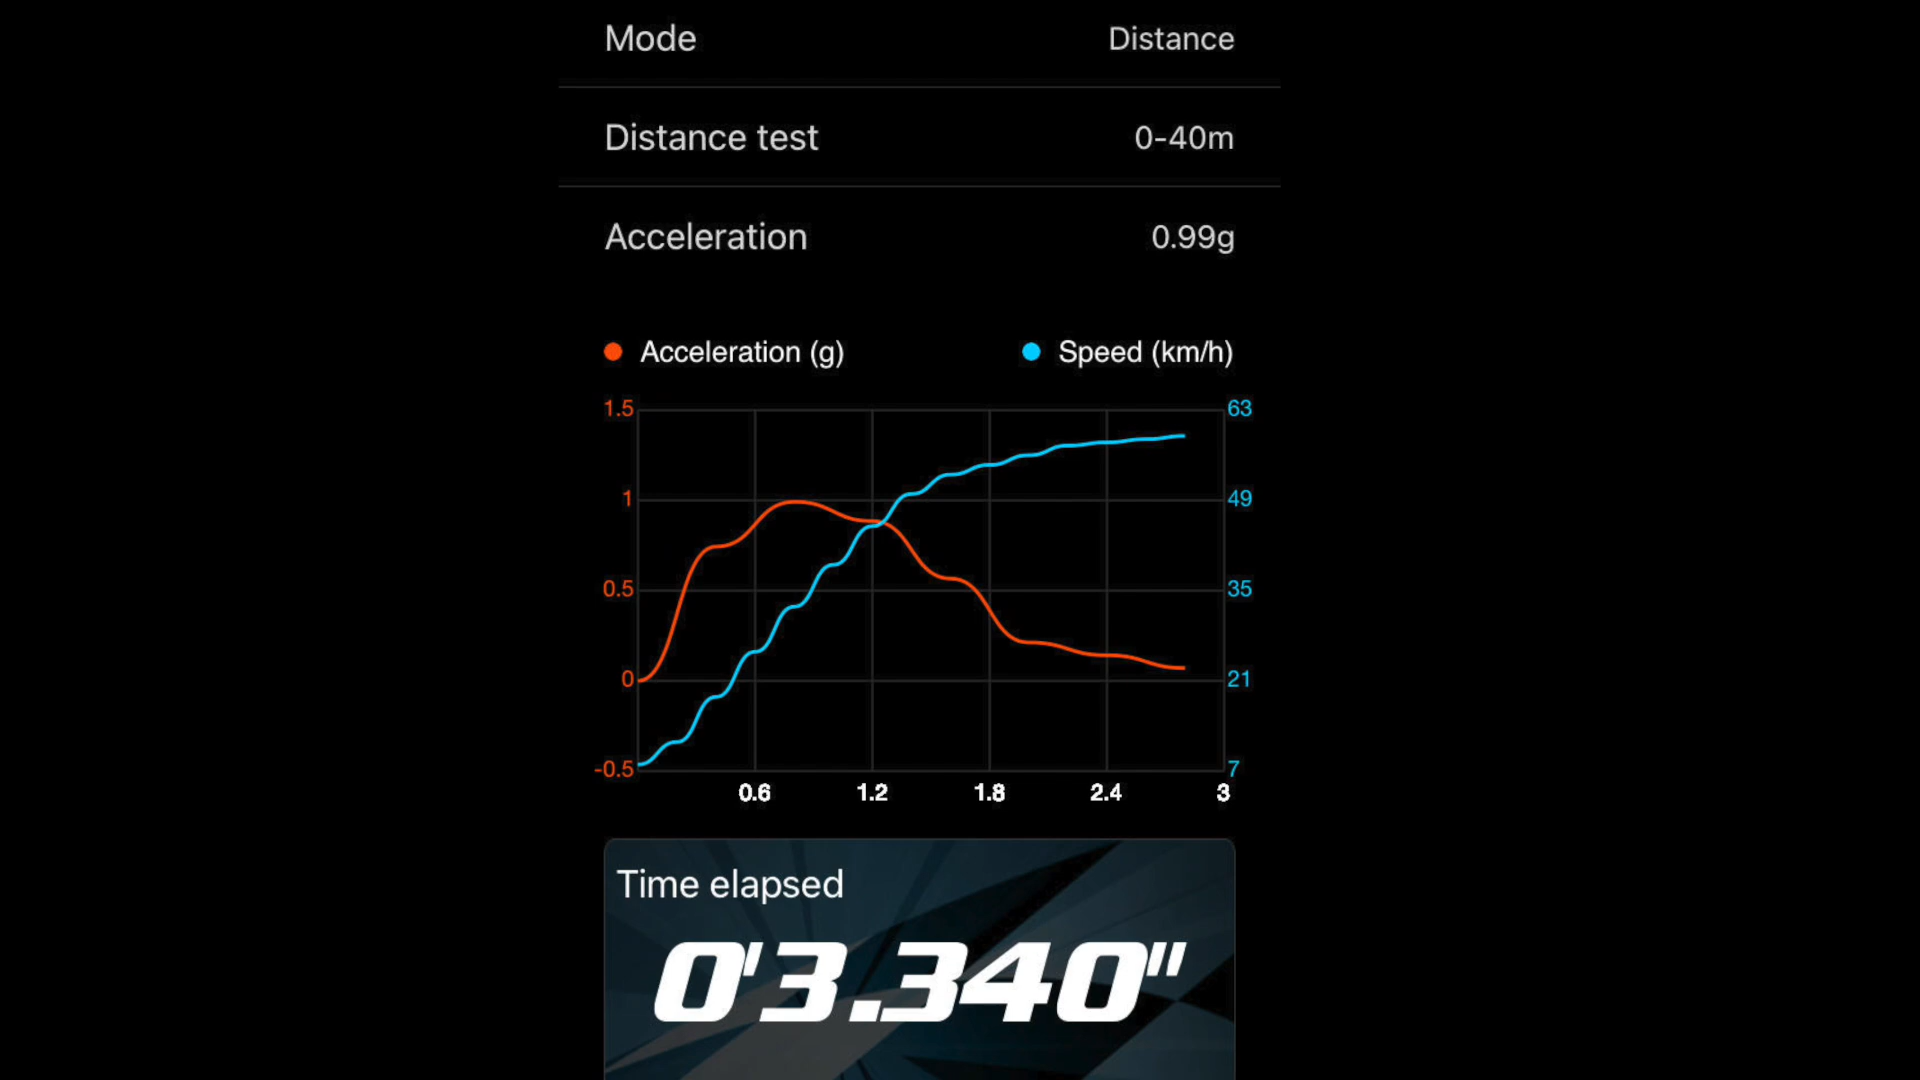 Mode Distance
Distance test 0-40m
Acceleration 0.99g
Acceleration (g) Speed (km/h)
1.5 63
1 49
0.5 35
0 21
-0.5 7
0.6 1.2 1.8 2.4 3
Time elapsed
0'3.340"